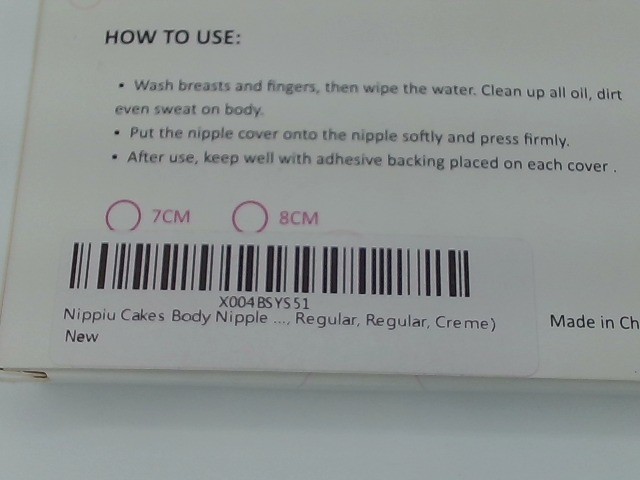 HOW TO USE:
• Wash breasts and fingers, then wipe the water. Clean up all oil, dirt
even sweat on body.
• Put the nipple cover onto the nipple softly and press firmly.
• After use, keep well with adhesive backing placed on each cover .
7CM 8CM
X004BSYS51
Nippiu Cakes Body Nipple ..., Regular, Regular, Creme)
New
Made in Ch